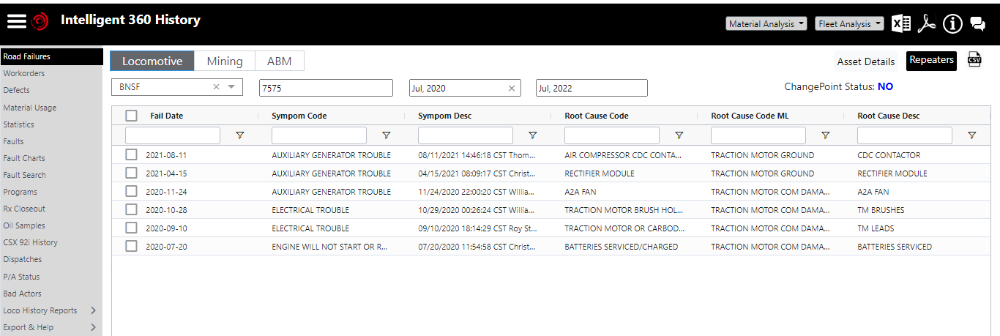 Intelligent 360 History
Material Analysis
Fleet Analysis
Road Failures
Workorders
Defects
Material Usage
Statistics
Faults
Fault Charts
Fault Search
Programs
Rx Closeout
Oil Samples
CSX 92i History
Dispatches
P/A Status
Bad Actors
Loco History Reports
Export & Help
Locomotive Mining ABM
Asset Details Repeaters CSV
BNSF 7575 Jul, 2020 Jul, 2022
ChangePoint Status: NO
Fail Date Sympom Code Sympom Desc Root Cause Code Root Cause Code ML Root Cause Desc
2021-08-11 AUXILIARY GENERATOR TROUBLE 08/11/2021 14:46:18 CST Thom... AIR COMPRESSOR CDC CONTA... TRACTION MOTOR GROUND CDC CONTACTOR
2021-04-15 AUXILIARY GENERATOR TROUBLE 04/15/2021 08:09:17 CST Christ... RECTIFIER MODULE TRACTION MOTOR GROUND RECTIFIER MODULE
2020-11-24 AUXILIARY GENERATOR TROUBLE 11/24/2020 22:00:20 CST Willia... A2A FAN TRACTION MOTOR COM DAMA... A2A FAN
2020-10-28 ELECTRICAL TROUBLE 10/29/2020 00:26:24 CST Willia... TRACTION MOTOR BRUSH HOL... TRACTION MOTOR COM DAMA... TM BRUSHES
2020-09-10 ELECTRICAL TROUBLE 09/10/2020 18:14:29 CST Roy St... TRACTION MOTOR OR CARBOD... TRACTION MOTOR COM DAMA... TM LEADS
2020-07-20 ENGINE WILL NOT START OR R... 07/20/2020 11:54:58 CST Christ... BATTERIES SERVICED/CHARGED TRACTION MOTOR COM DAMA... BATTERIES SERVICED